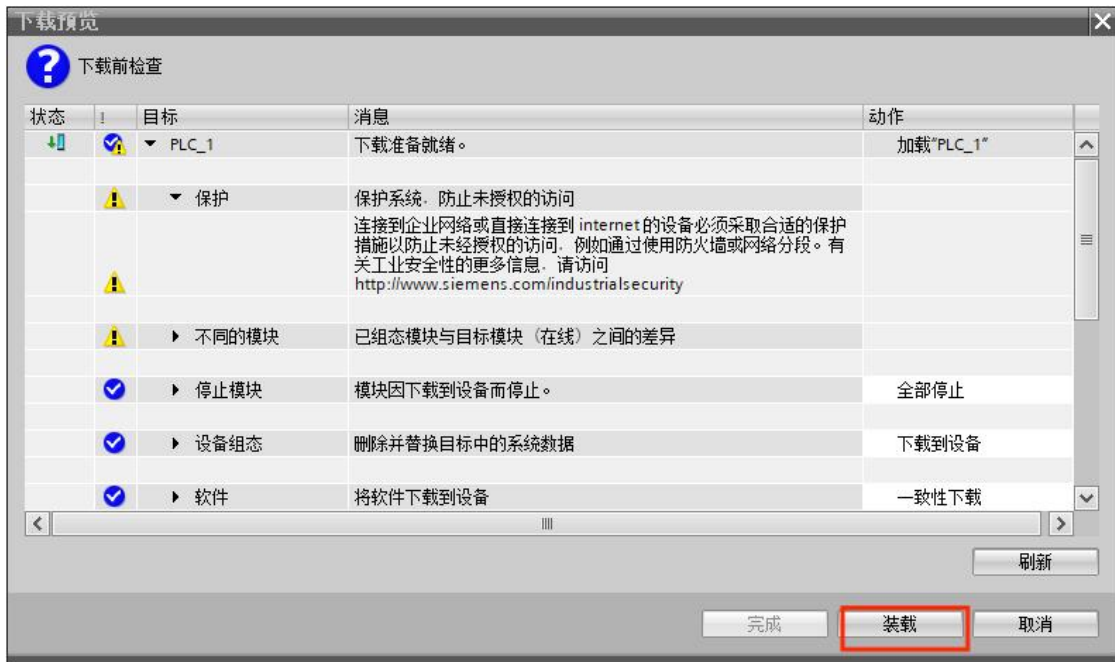 下载預览
下载前检查
状态 ! 目标 消息 动作
PLC_1 下载准备就绪。 加载"PLC_1"
保护 保护系统，防止未授权的访问
连接到企业网络或直接连接到 internet 的设备必须采取合适的保护
措施以防止未经授权的访问，例如通过使用防火墙或网络分段。有
关工业安全性的更多信息，请访问
http://www.siemens.com/industrialsecurity
不同的模块 已组态模块与目标模块（在线）之间的差异
停止模块 模块因下载到设备而停止。 全部停止
设备组态 删除并替换目标中的系统数据 下载到设备
软件 将软件下载到设备 一致性下载
刷新
完成 装载 取消